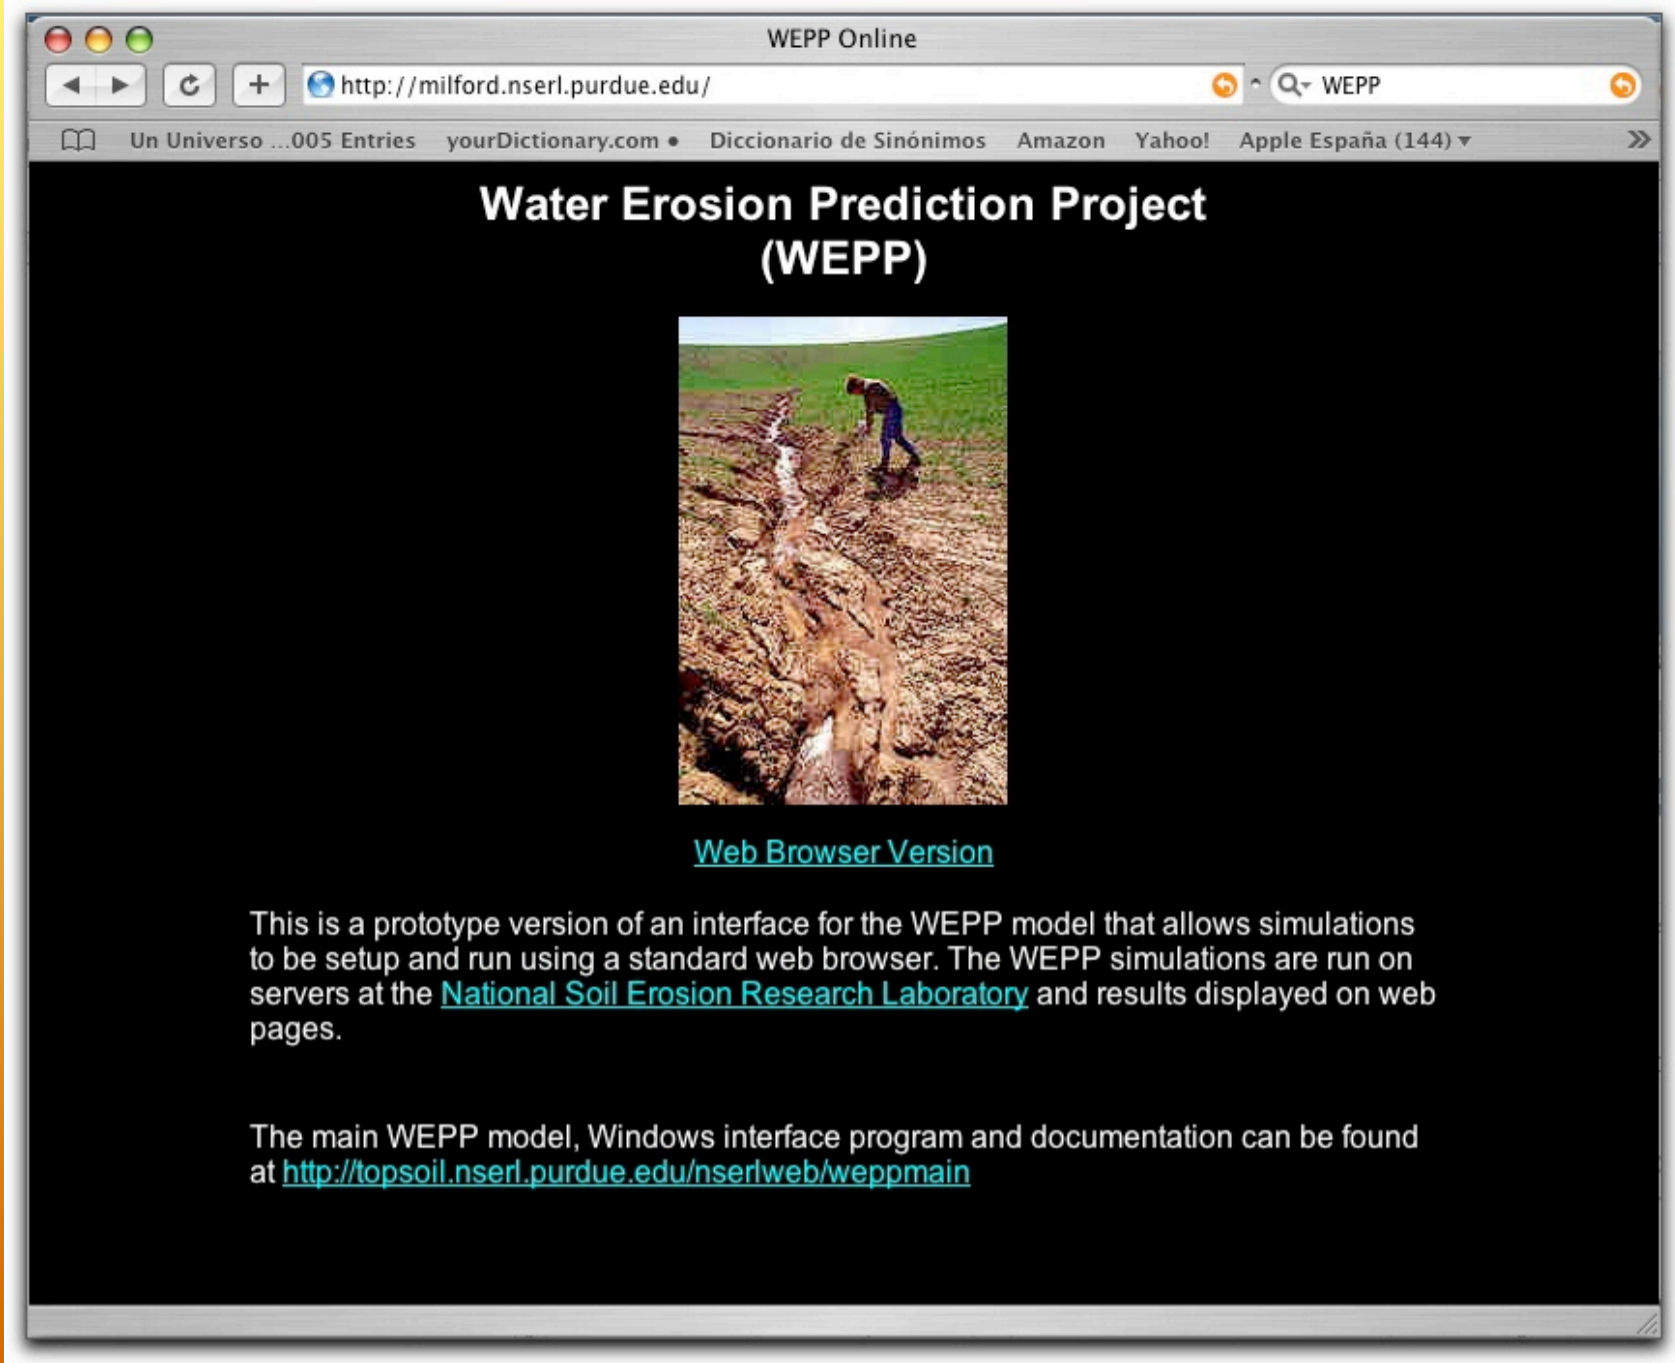 WEPP Online
http://milford.nserl.purdue.edu/
WEPP
Un Universo ...005 Entries yourDictionary.com • Diccionario de Sinónimos Amazon Yahoo! Apple España (144) ▾ »
Water Erosion Prediction Project
(WEPP)
Web Browser Version
This is a prototype version of an interface for the WEPP model that allows simulations
to be setup and run using a standard web browser. The WEPP simulations are run on
servers at the National Soil Erosion Research Laboratory and results displayed on web
pages.
The main WEPP model, Windows interface program and documentation can be found
at http://topsoil.nserl.purdue.edu/nserlweb/weppmain